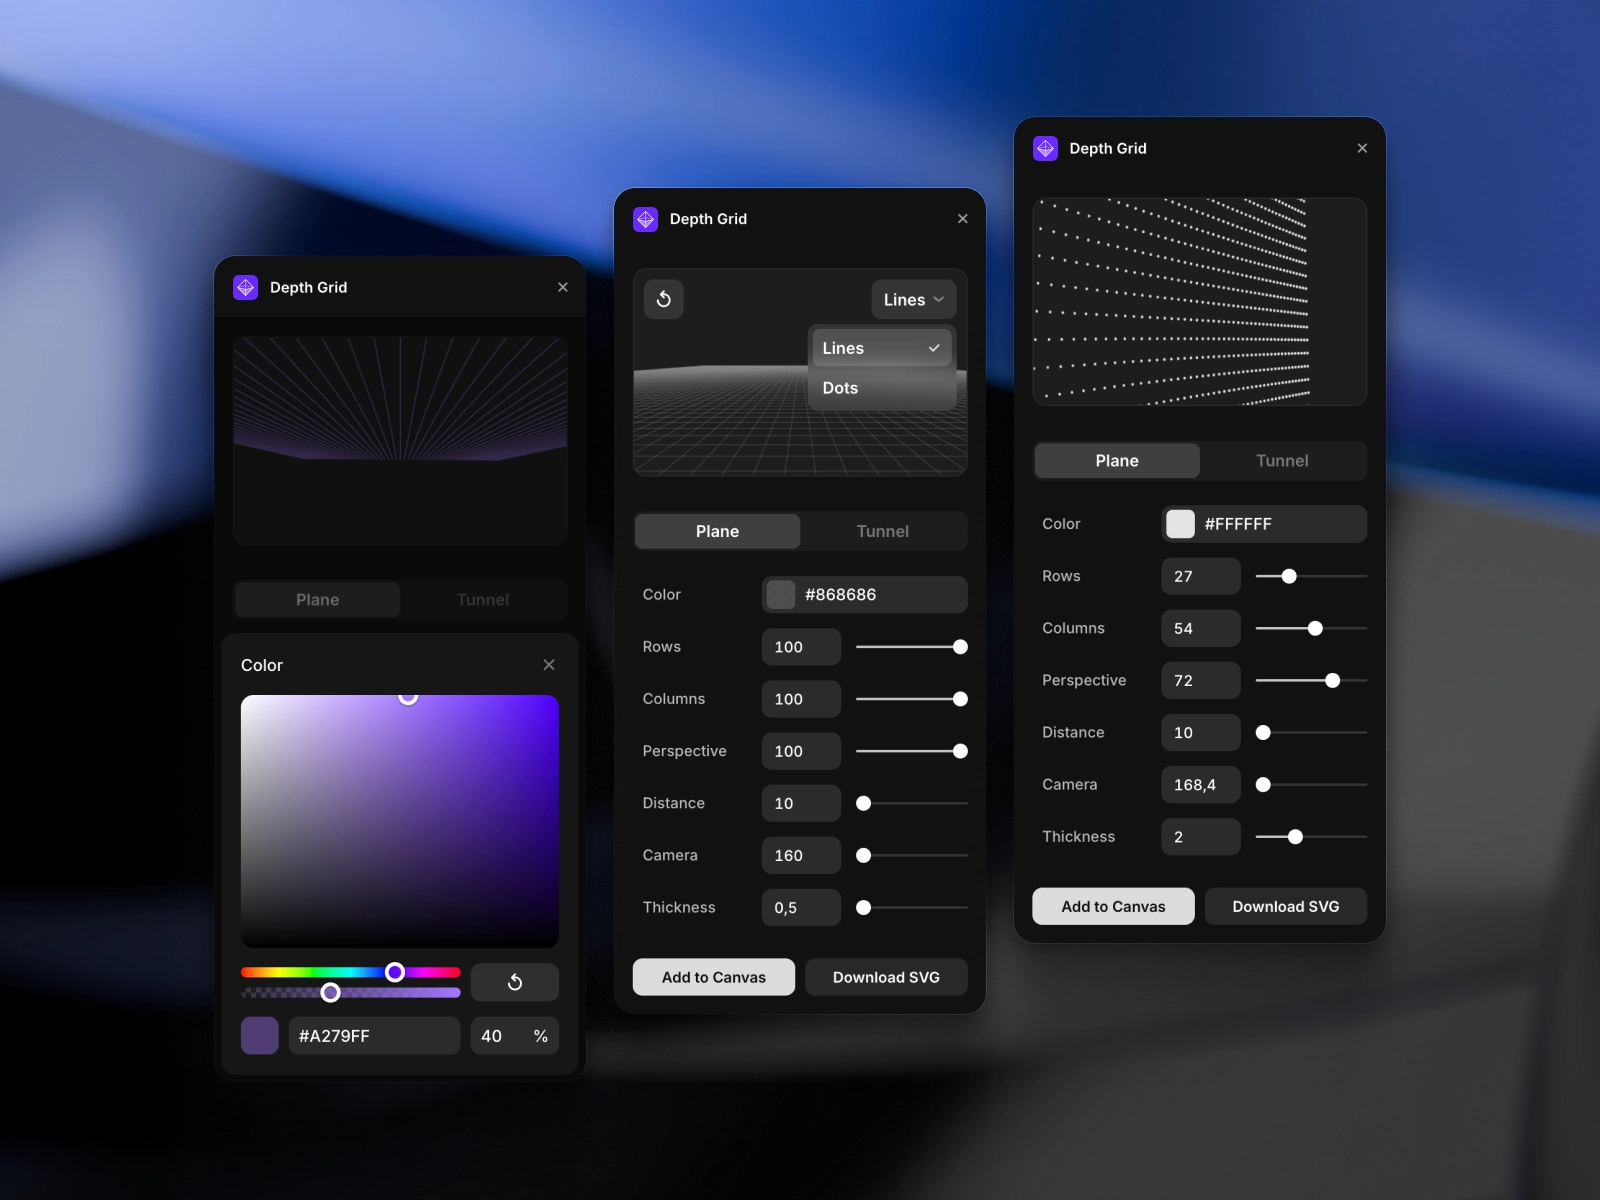 Depth Grid
Plane Tunnel
Color
#A279FF 40 %
Depth Grid
Lines
Lines
Dots
Plane Tunnel
Color #868686
Rows 100
Columns 100
Perspective 100
Distance 10
Camera 160
Thickness 0,5
Add to Canvas Download SVG
Depth Grid
Plane Tunnel
Color #FFFFFF
Rows 27
Columns 54
Perspective 72
Distance 10
Camera 168,4
Thickness 2
Add to Canvas Download SVG